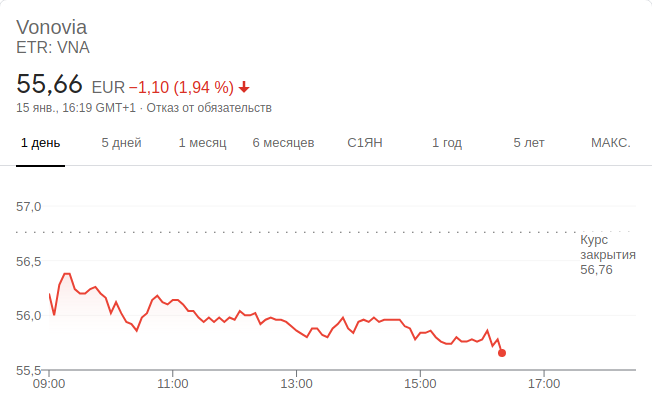 Vonovia
ETR: VNA
55,66 EUR −1,10 (1,94 %)
15 янв., 16:19 GMT+1 · Отказ от обязательств
1 день 5 дней 1 месяц 6 месяцев С1ЯН 1 год 5 лет МАКС.
57,0
Курс
закрытия
56,76
56,5
56,0
55,5
09:00 11:00 13:00 15:00 17:00